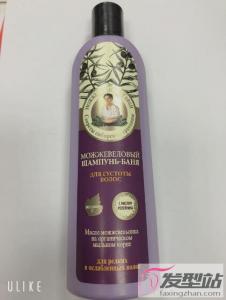 МОЖЖЕВЕЛОВЫЙ
ШАМПУНЬ-БАНЯ
ДЛЯ ГУСТОТЫ
ВОЛОС
С МАСЛОМ
Масло можжевельника
на органическом
мыльном корне
для редких
и ослабленных волос
ULIKE
发型站
faxingzhan.com